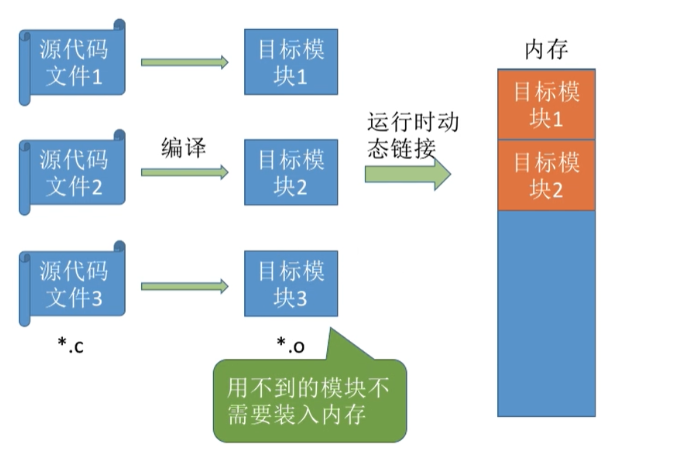 源代码
文件1
目标模
块1
内存
目标模
块1
源代码
文件2
编译
目标模
块2
运行时动
态链接
目标模
块2
源代码
文件3
目标模
块3
*.c
*.o
用不到的模块不
需要装入内存